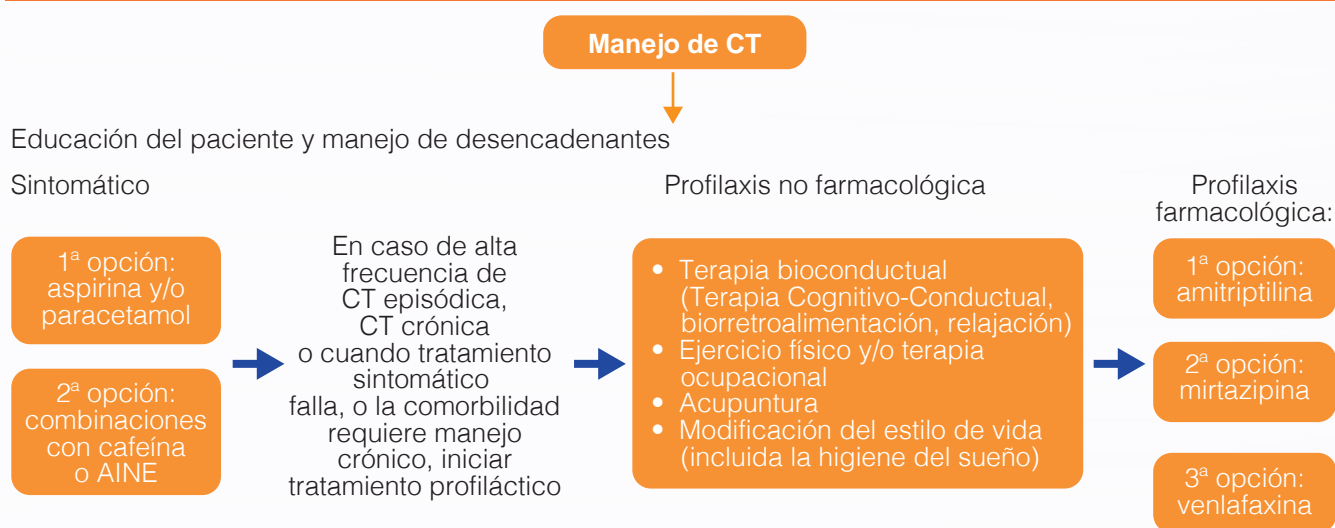 Manejo de CT
Educación del paciente y manejo de desencadenantes
Sintomático
1ª opción:
aspirina y/o
paracetamol
2ª opción:
combinaciones
con cafeína
o AINE
En caso de alta
frecuencia de
CT episódica,
CT crónica
o cuando tratamiento
sintomático
falla, o la comorbilidad
requiere manejo
crónico, iniciar
tratamiento profiláctico
Profilaxis no farmacológica
• Terapia bioconductual
(Terapia Cognitivo-Conductual,
biorretroalimentación, relajación)
• Ejercicio físico y/o terapia
ocupacional
• Acupuntura
• Modificación del estilo de vida
(incluida la higiene del sueño)
Profilaxis
farmacológica:
1ª opción:
amitriptilina
2ª opción:
mirtazipina
3ª opción:
venlafaxina